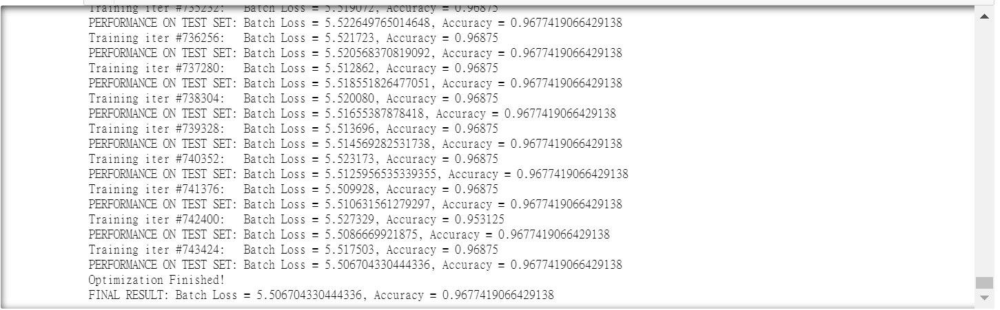 Training iter #735232:   Batch Loss = 5.519072, Accuracy = 0.96875
PERFORMANCE ON TEST SET: Batch Loss = 5.522649765014648, Accuracy = 0.9677419066429138
Training iter #736256:   Batch Loss = 5.521723, Accuracy = 0.96875
PERFORMANCE ON TEST SET: Batch Loss = 5.520568370819092, Accuracy = 0.9677419066429138
Training iter #737280:   Batch Loss = 5.512862, Accuracy = 0.96875
PERFORMANCE ON TEST SET: Batch Loss = 5.518551826477051, Accuracy = 0.9677419066429138
Training iter #738304:   Batch Loss = 5.520080, Accuracy = 0.96875
PERFORMANCE ON TEST SET: Batch Loss = 5.51655387878418, Accuracy = 0.9677419066429138
Training iter #739328:   Batch Loss = 5.513696, Accuracy = 0.96875
PERFORMANCE ON TEST SET: Batch Loss = 5.514569282531738, Accuracy = 0.9677419066429138
Training iter #740352:   Batch Loss = 5.523173, Accuracy = 0.96875
PERFORMANCE ON TEST SET: Batch Loss = 5.5125956535339355, Accuracy = 0.9677419066429138
Training iter #741376:   Batch Loss = 5.509928, Accuracy = 0.96875
PERFORMANCE ON TEST SET: Batch Loss = 5.510631561279297, Accuracy = 0.9677419066429138
Training iter #742400:   Batch Loss = 5.527329, Accuracy = 0.953125
PERFORMANCE ON TEST SET: Batch Loss = 5.5086669921875, Accuracy = 0.9677419066429138
Training iter #743424:   Batch Loss = 5.517503, Accuracy = 0.96875
PERFORMANCE ON TEST SET: Batch Loss = 5.506704330444336, Accuracy = 0.9677419066429138
Optimization Finished!
FINAL RESULT: Batch Loss = 5.506704330444336, Accuracy = 0.9677419066429138